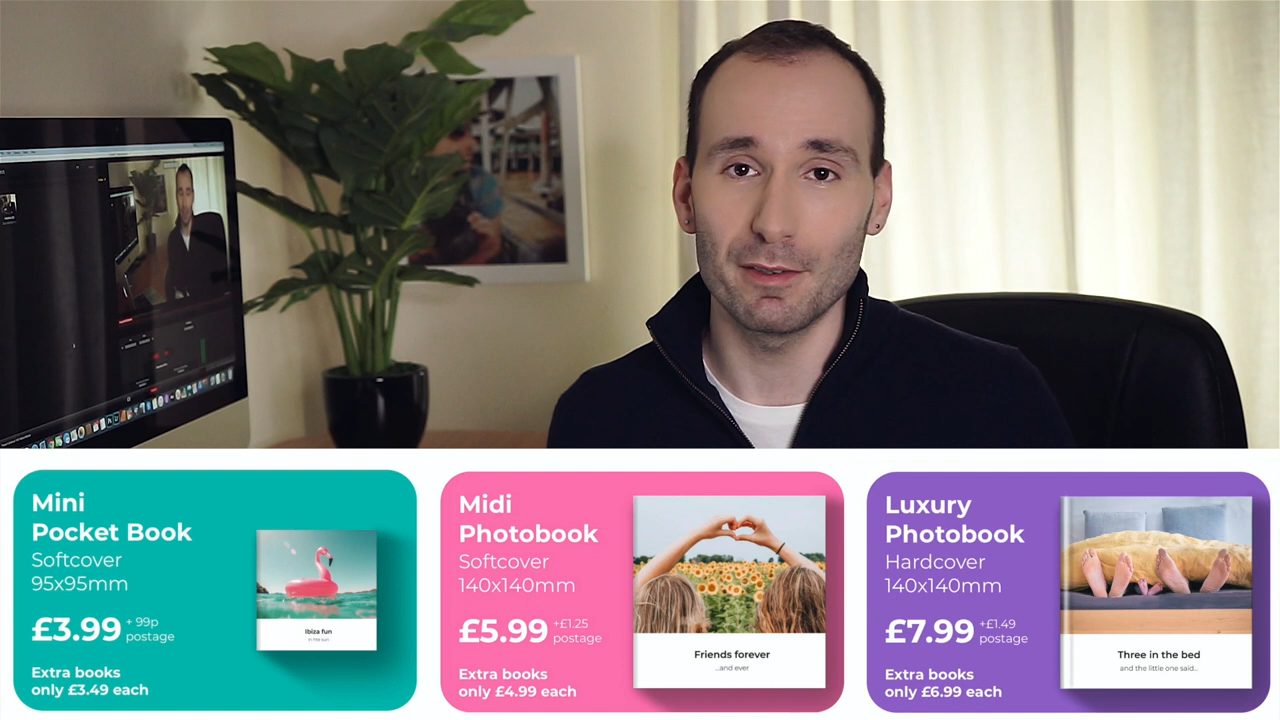 Mini
Pocket Book
Softcover
95x95mm
£3.99 + 99p
postage
Extra books
only £3.49 each
Ibiza fun
in the sun
Midi
Photobook
Softcover
140x140mm
£5.99 +£1.25
postage
Extra books
only £4.99 each
Friends forever
...and ever
Luxury
Photobook
Hardcover
140x140mm
£7.99 +£1.49
postage
Extra books
only £6.99 each
Three in the bed
and the little one said...